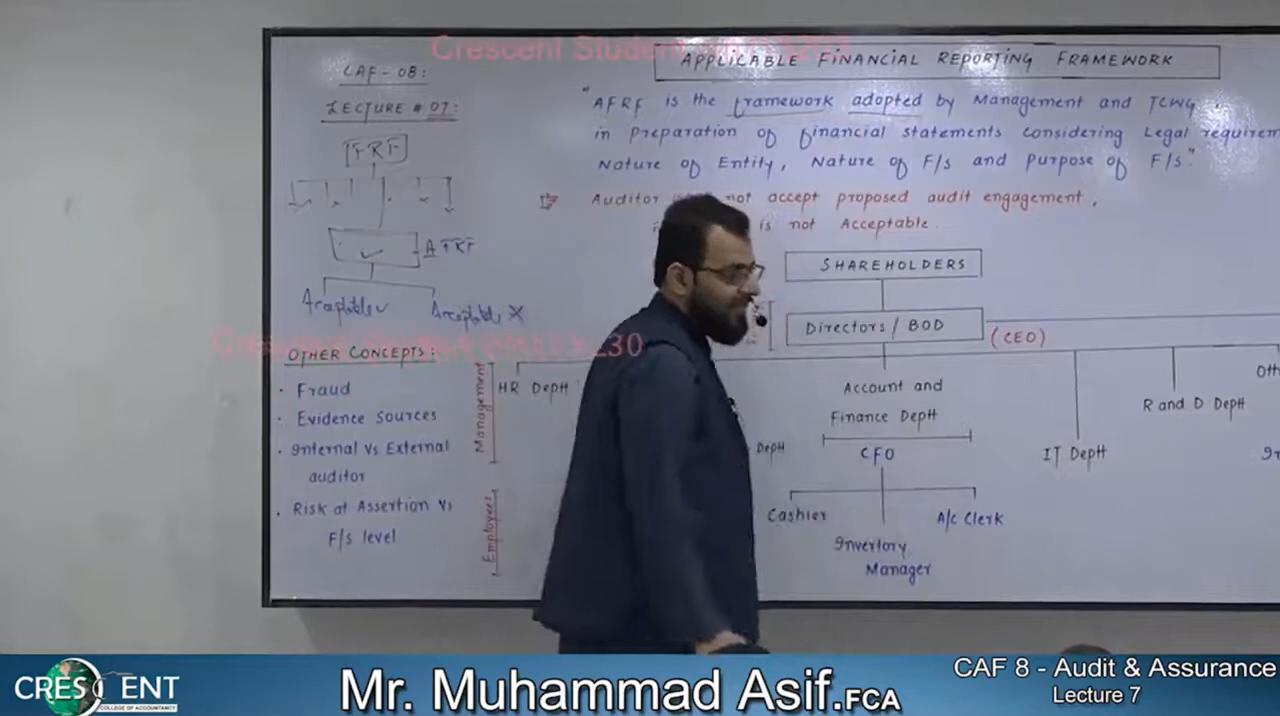 Crescent Student
CAF - 08:
LECTURE # 07:
FRF
AFRF
Acceptable
Acceptable X
OTHER CONCEPTS:
· Fraud
· Evidence Sources
· Internal Vs External
auditor
· Risk at Assertion Vs
F/s level
APPLICABLE FINANCIAL REPORTING FRAMEWORK
"AFRF is the framework adopted by Management and TCWG,
in preparation of financial statements considering Legal
Nature of Entity, Nature of F/s and Purpose of F/s."
Auditor not accept proposed audit engagement,
is not Acceptable.
SHAREHOLDERS
Directors / BOD
(CEO)
Management
Employees
HR Deptt
Deptt
Account and
Finance Deptt
CFO
Cashier
Inventory
Manager
A/C Clerk
IT Deptt
R and D Deptt
CRESCENT
COLLEGE OF ACCOUNTANCY
Mr. Muhammad Asif.FCA
CAF 8 - Audit & Assurance
Lecture 7